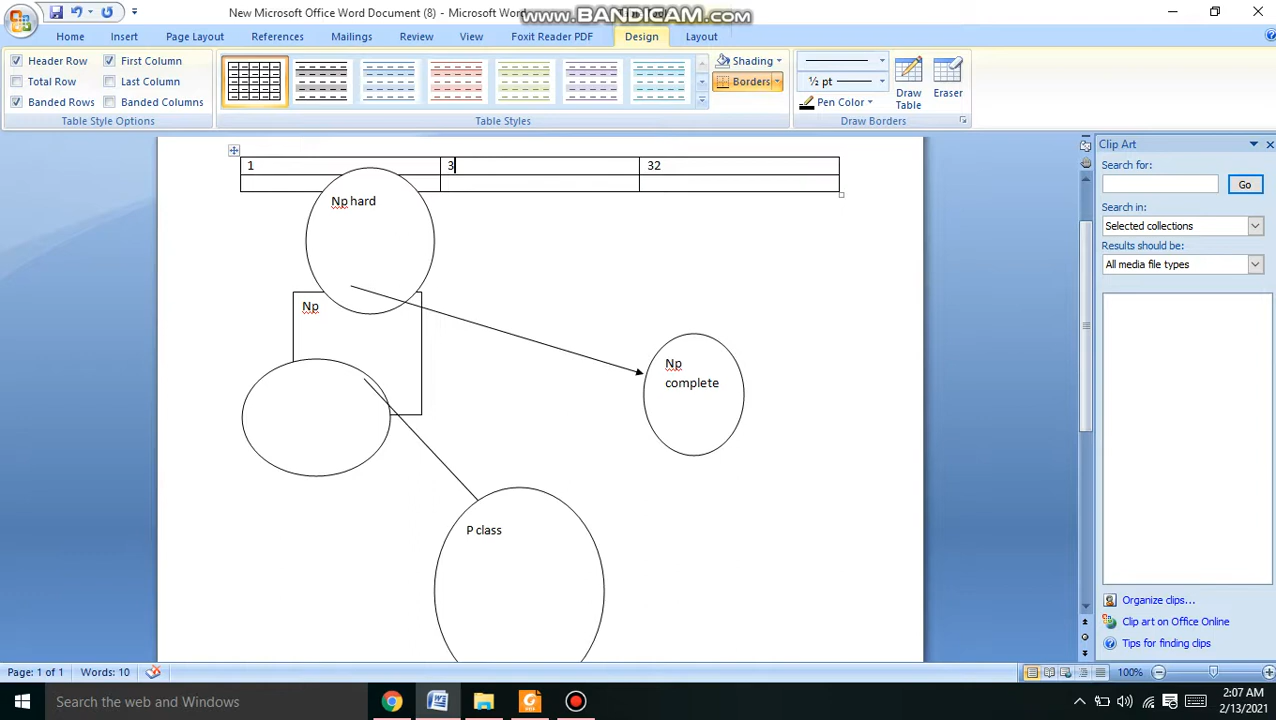 New Microsoft Office Word Document (8) - Microsoft Word
www.BANDICAM.com
Home Insert Page Layout References Mailings Review View Foxit Reader PDF Design Layout
Header Row First Column
Total Row Last Column
Banded Rows Banded Columns
Table Style Options
Table Styles
Shading
Borders
½ pt
Pen Color
Draw Table
Eraser
Draw Borders
1 3 32
Np hard
Np
Np
complete
P class
Clip Art
Search for:
Go
Search in:
Selected collections
Results should be:
All media file types
Organize clips...
Clip art on Office Online
Tips for finding clips
Page: 1 of 1 Words: 10 100%
Search the web and Windows
2:07 AM
2/13/2021